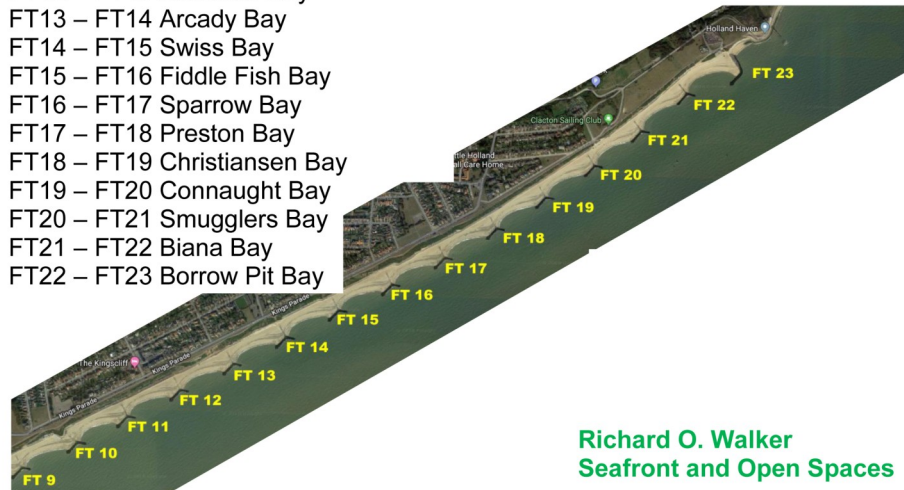 FT13 – FT14 Arcady Bay
FT14 – FT15 Swiss Bay
FT15 – FT16 Fiddle Fish Bay
FT16 – FT17 Sparrow Bay
FT17 – FT18 Preston Bay
FT18 – FT19 Christiansen Bay
FT19 – FT20 Connaught Bay
FT20 – FT21 Smugglers Bay
FT21 – FT22 Biana Bay
FT22 – FT23 Borrow Pit Bay
Holland Haven
FT 23
FT 22
Clacton Sailing Club
FT 21
Holland
Care Home
FT 20
FT 19
FT 18
FT 17
FT 16
Kings Parade
FT 15
FT 14
The Kingscliff
Kings Parade
FT 13
FT 12
Kings Parade
FT 11
FT 10
FT 9
Richard O. Walker
Seafront and Open Spaces